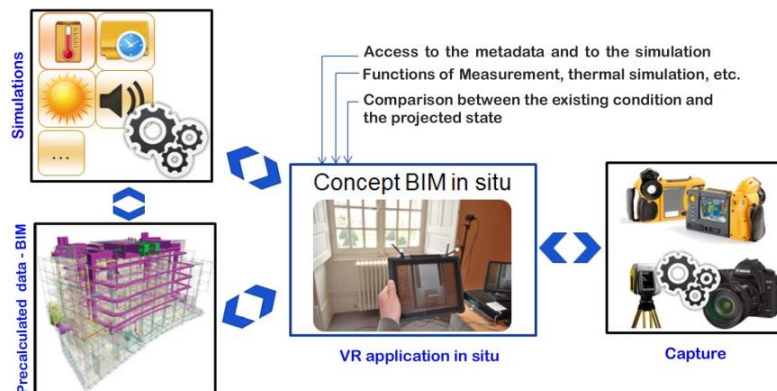 Access to the metadata and to the simulation
Functions of Measurement, thermal simulation, etc.
Comparison between the existing condition and
the projected state
Simulations
...
Concept BIM in situ
Precalculated data - BIM
VR application in situ
Capture